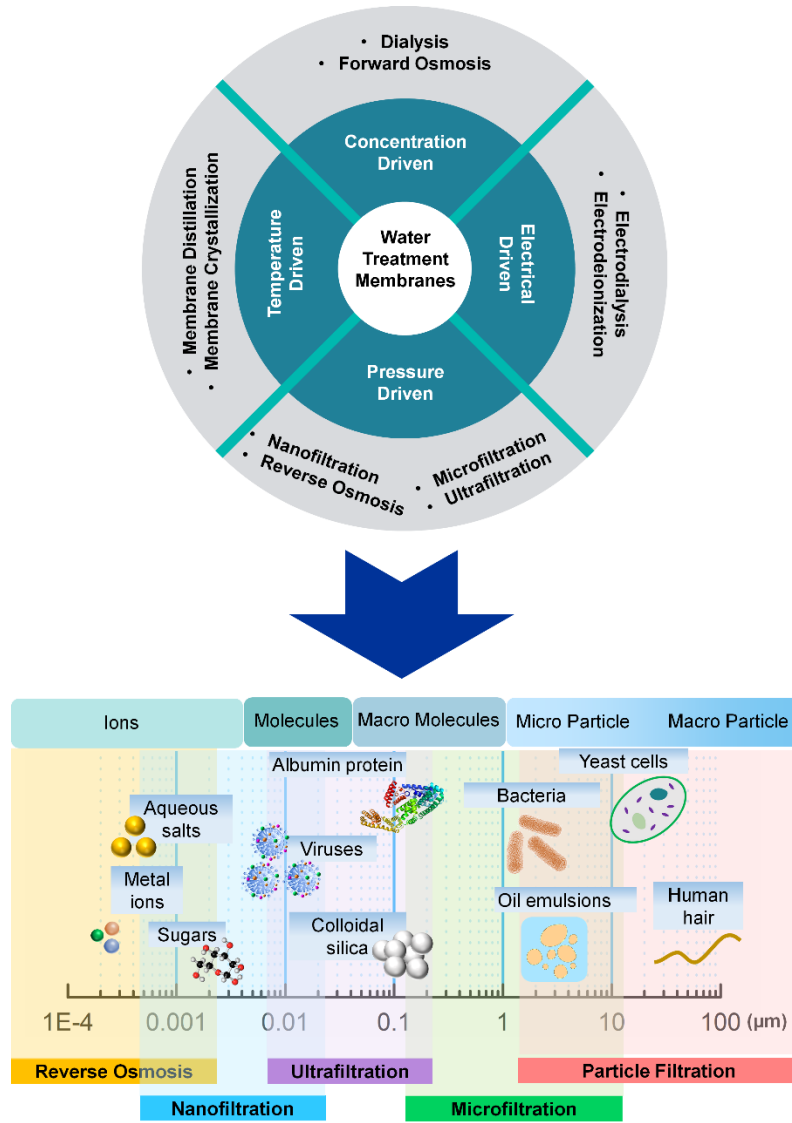 • Dialysis
• Forward Osmosis
Concentration
Driven
• Membrane Distillation
• Membrane Crystallization
Temperature
Driven
Water
Treatment
Membranes
Electrical
Driven
• Electrodialysis
• Electrodeionization
Pressure
Driven
• Nanofiltration
• Reverse Osmosis
• Microfiltration
• Ultrafiltration
Ions
Molecules
Macro Molecules
Micro Particle
Macro Particle
Albumin protein
Yeast cells
Bacteria
Aqueous
salts
Viruses
Metal
ions
Oil emulsions
Human
hair
Sugars
Colloidal
silica
1E-4 0.001 0.01 0.1 1 10 100 (μm)
Reverse Osmosis
Ultrafiltration
Particle Filtration
Nanofiltration
Microfiltration